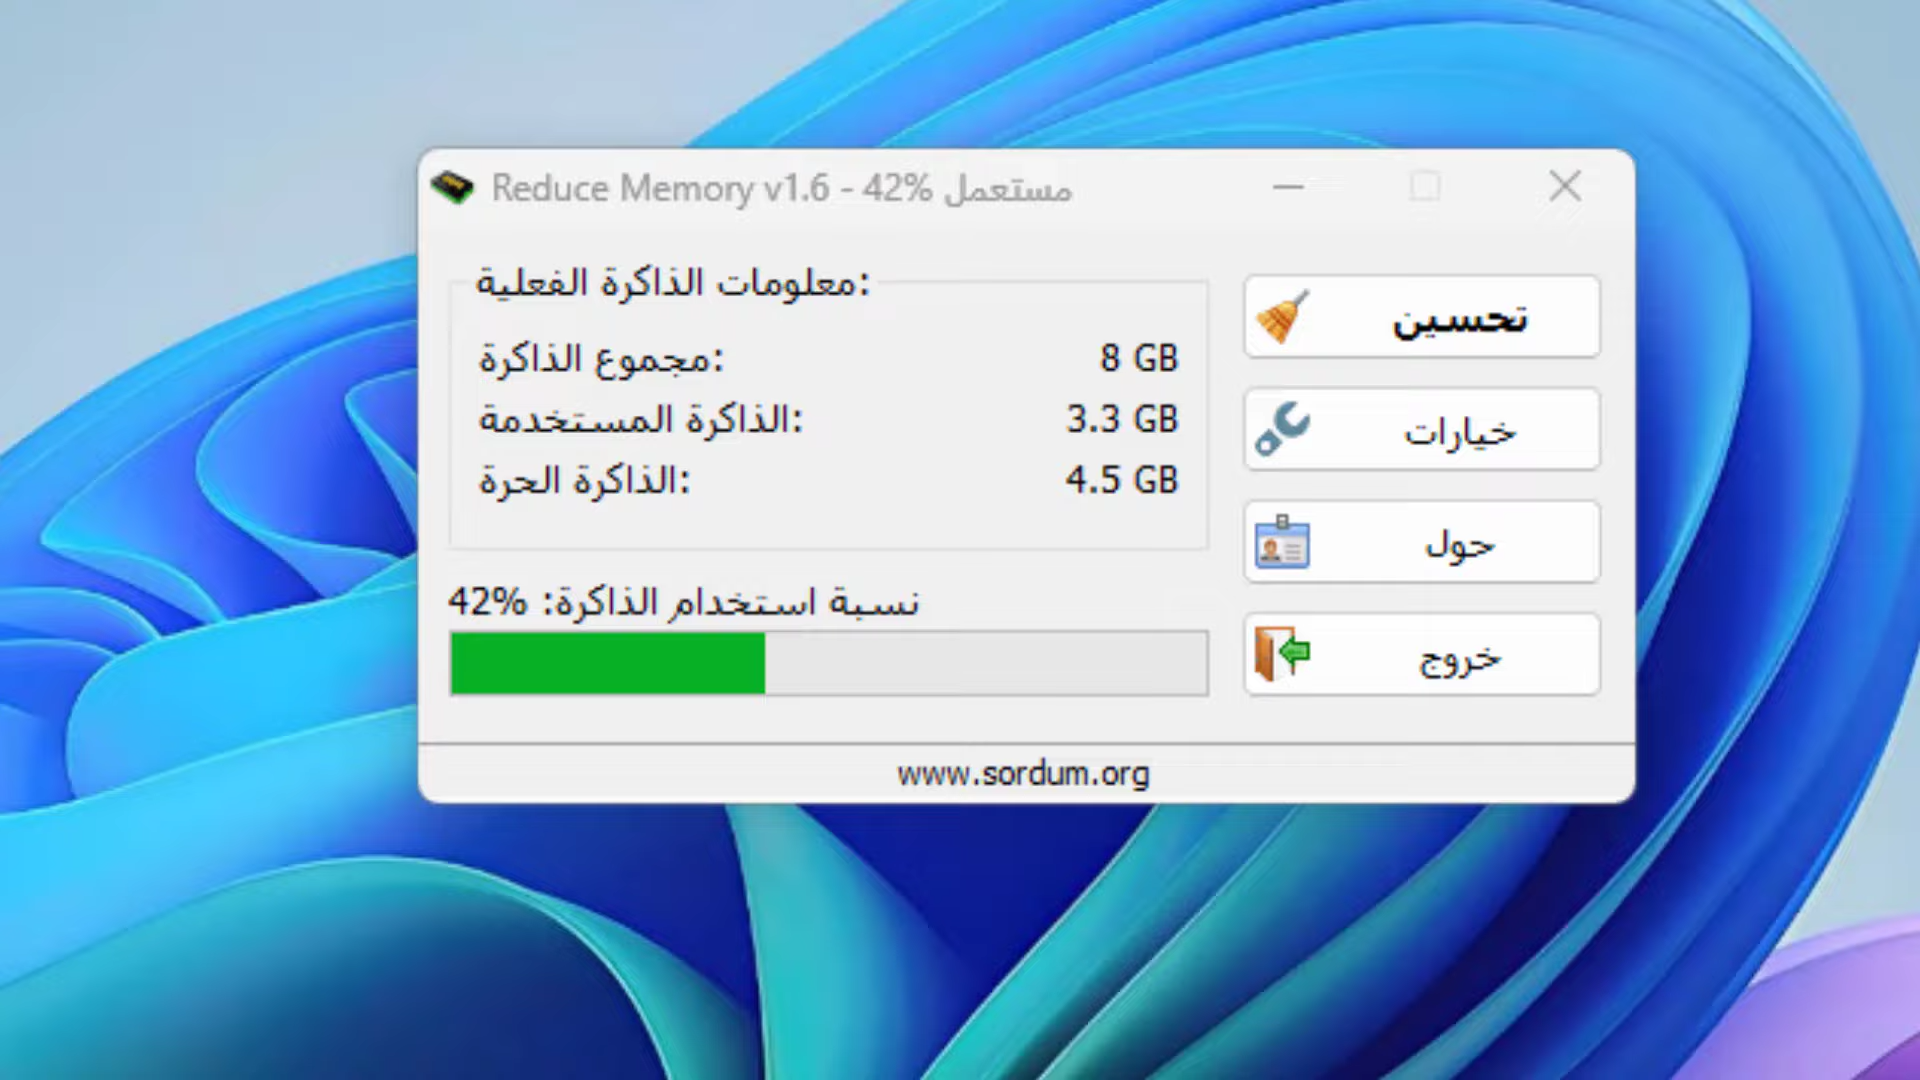 Reduce Memory v1.6 - 42% مستعمل
معلومات الذاكرة الفعلية:
مجموع الذاكرة: 8 GB
الذاكرة المستخدمة: 3.3 GB
الذاكرة الحرة: 4.5 GB
نسبة استخدام الذاكرة: 42%
تحسين
خيارات
حول
خروج
www.sordum.org